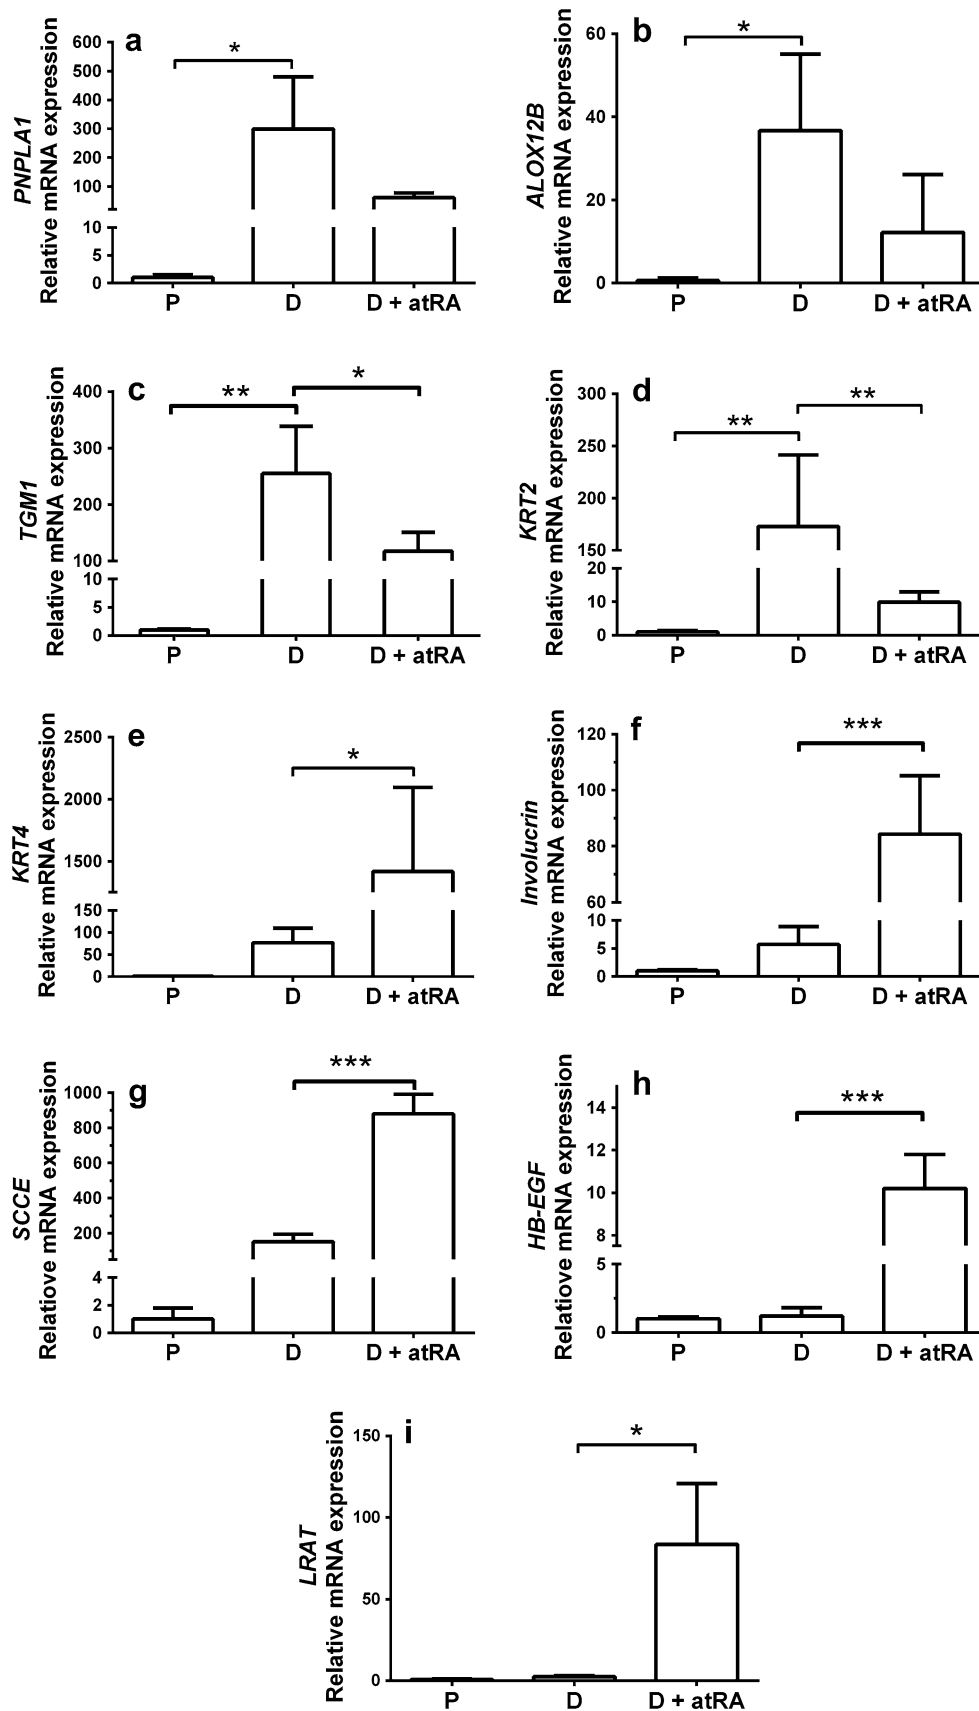 a
PNPLA1
Relative mRNA expression
600
500
400
300
200
100
10
5
0
*
P D D + atRA
b
ALOX12B
Relative mRNA expression
60
40
20
0
*
P D D + atRA
c
TGM1
Relative mRNA expression
400
300
200
100
10
5
0
** *
P D D + atRA
d
KRT2
Relative mRNA expression
300
250
200
150
20
10
0
** **
P D D + atRA
e
KRT4
Relative mRNA expression
2500
2000
1500
150
100
50
0
*
P D D + atRA
f
Involucrin
Relative mRNA expression
120
100
80
60
10
5
0
***
P D D + atRA
g
SCCE
Relatiove mRNA expression
1000
800
600
400
200
4
2
0
***
P D D + atRA
h
HB-EGF
Relative mRNA expression
14
12
10
8
5
0
***
P D D + atRA
i
LRAT
Relative mRNA expression
150
100
50
0
*
P D D + atRA